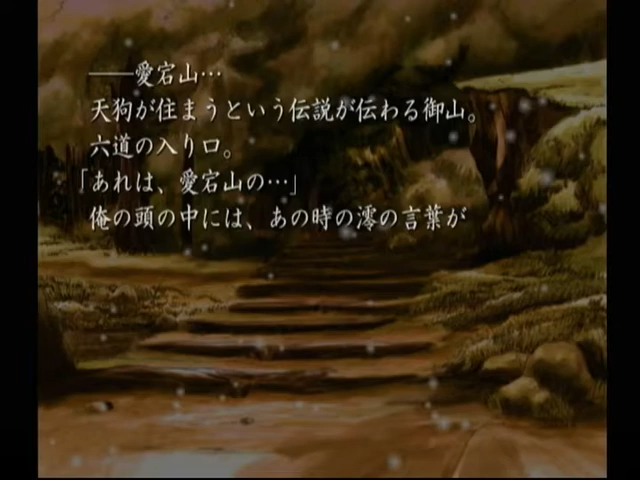 ――愛宕山…
天狗が住まうという伝説が伝わる御山。
六道の入り口。
「あれは、愛宕山の…」
俺の頭の中には、あの時の澪の言葉が